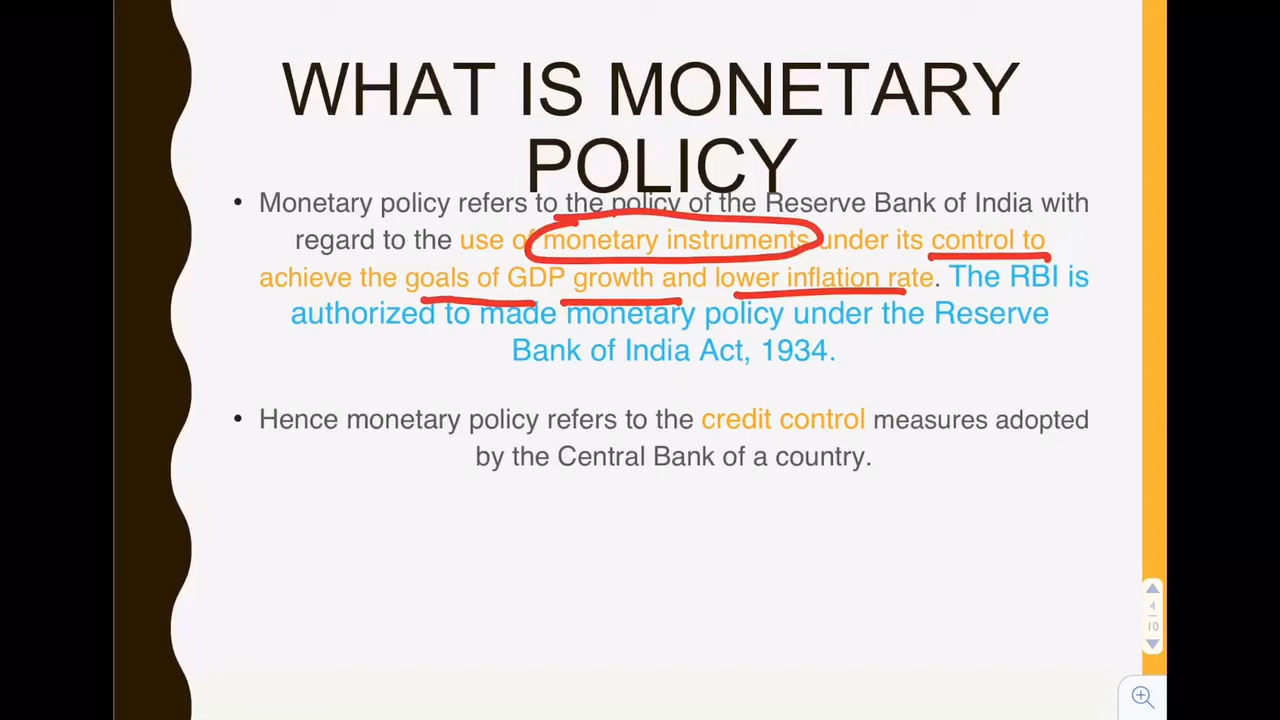 WHAT IS MONETARY
POLICY
• Monetary policy refers to the policy of the Reserve Bank of India with
regard to the use of monetary instruments under its control to
achieve the goals of GDP growth and lower inflation rate. The RBI is
authorized to made monetary policy under the Reserve
Bank of India Act, 1934.
• Hence monetary policy refers to the credit control measures adopted
by the Central Bank of a country.
4
10